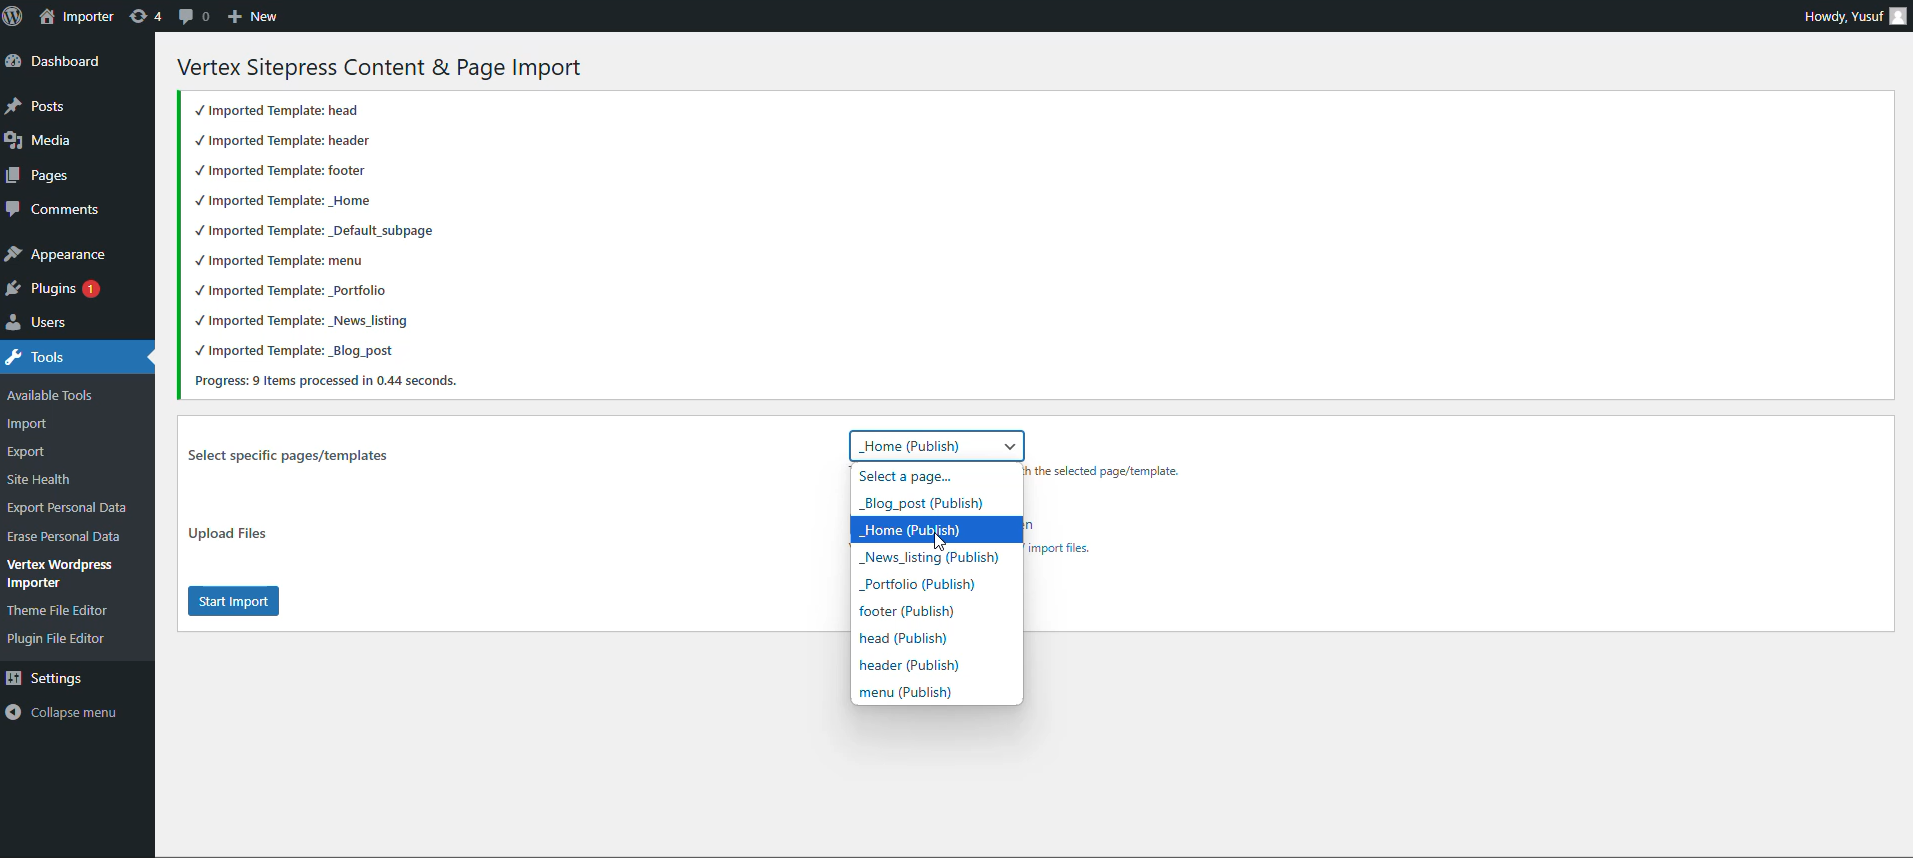 Importer 4 0 New Howdy, Yusuf
Dashboard
Posts
Media
Pages
Comments
Appearance
Plugins 1
Users
Tools
Available Tools
Import
Export
Site Health
Export Personal Data
Erase Personal Data
Vertex Wordpress
Importer
Theme File Editor
Plugin File Editor
Settings
Collapse menu
Vertex Sitepress Content & Page Import
✓ Imported Template: head
✓ Imported Template: header
✓ Imported Template: footer
✓ Imported Template: _Home
✓ Imported Template: _Default_subpage
✓ Imported Template: menu
✓ Imported Template: _Portfolio
✓ Imported Template: _News_listing
✓ Imported Template: _Blog_post
Progress: 9 Items processed in 0.44 seconds.
Select specific pages/templates
_Home (Publish)
the selected page/template.
Select a page...
_Blog_post (Publish)
_Home (Publish)
_News_listing (Publish)
_Portfolio (Publish)
footer (Publish)
head (Publish)
header (Publish)
menu (Publish)
Upload Files
import files.
Start Import